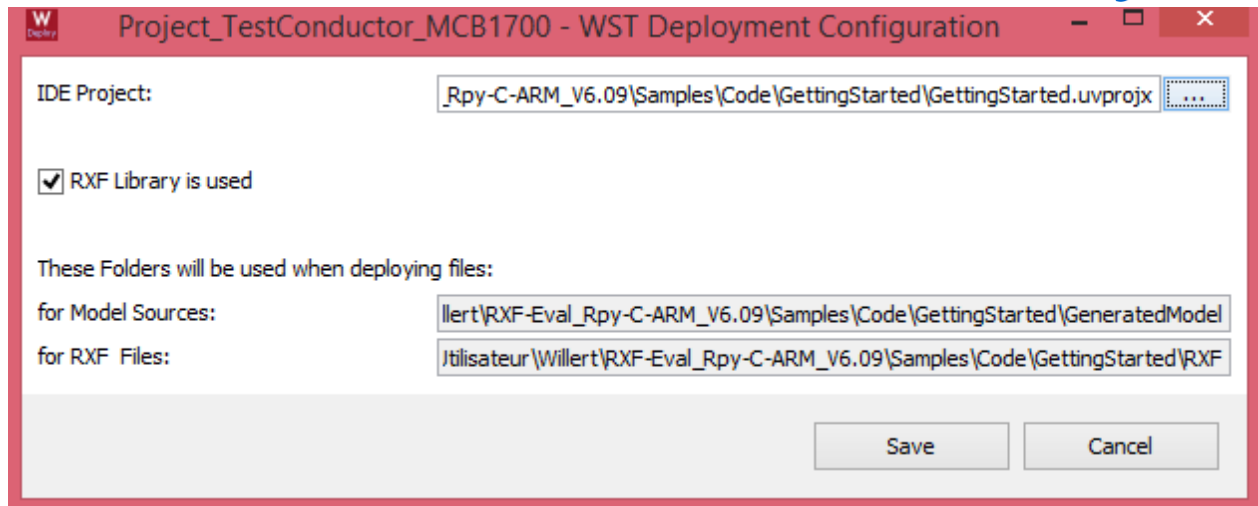 W
Deploy
Project_TestConductor_MCB1700 - WST Deployment Configuration
IDE Project: _Rpy-C-ARM_V6.09\Samples\Code\GettingStarted\GettingStarted.uvprojx ...
RXF Library is used
These Folders will be used when deploying files:
for Model Sources: llert\RXF-Eval_Rpy-C-ARM_V6.09\Samples\Code\GettingStarted\GeneratedModel
for RXF Files: Jtilisateur\Willert\RXF-Eval_Rpy-C-ARM_V6.09\Samples\Code\GettingStarted\RXF
Save Cancel